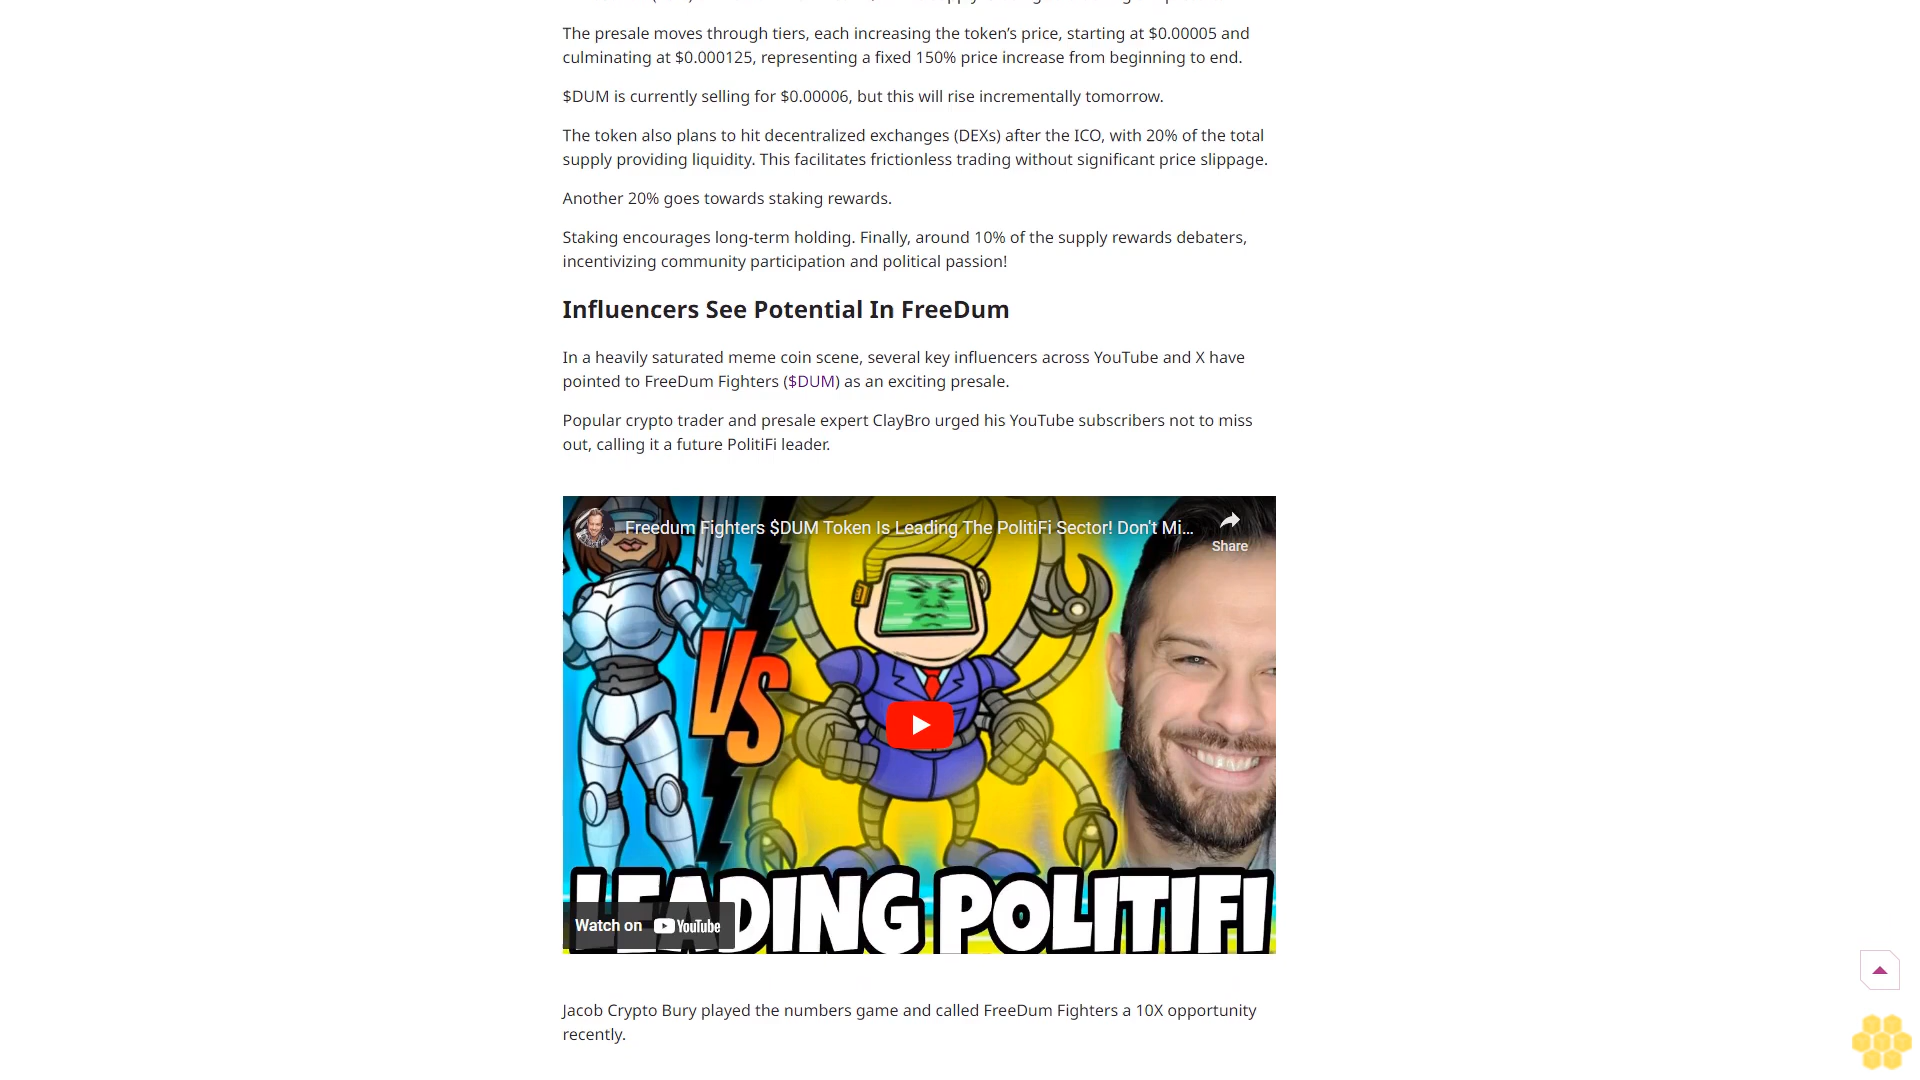 The presale moves through tiers, each increasing the token’s price, starting at $0.00005 and
culminating at $0.000125, representing a fixed 150% price increase from beginning to end.
$DUM is currently selling for $0.00006, but this will rise incrementally tomorrow.
The token also plans to hit decentralized exchanges (DEXs) after the ICO, with 20% of the total
supply providing liquidity. This facilitates frictionless trading without significant price slippage.
Another 20% goes towards staking rewards.
Staking encourages long-term holding. Finally, around 10% of the supply rewards debaters,
incentivizing community participation and political passion!
Influencers See Potential In FreeDum
In a heavily saturated meme coin scene, several key influencers across YouTube and X have
pointed to FreeDum Fighters ($DUM) as an exciting presale.
Popular crypto trader and presale expert ClayBro urged his YouTube subscribers not to miss
out, calling it a future PolitiFi leader.
Freedum Fighters $DUM Token Is Leading The PolitiFi Sector! Don't Mi...
Share
VS
LEADING POLITIFI
Watch on YouTube
Jacob Crypto Bury played the numbers game and called FreeDum Fighters a 10X opportunity
recently.